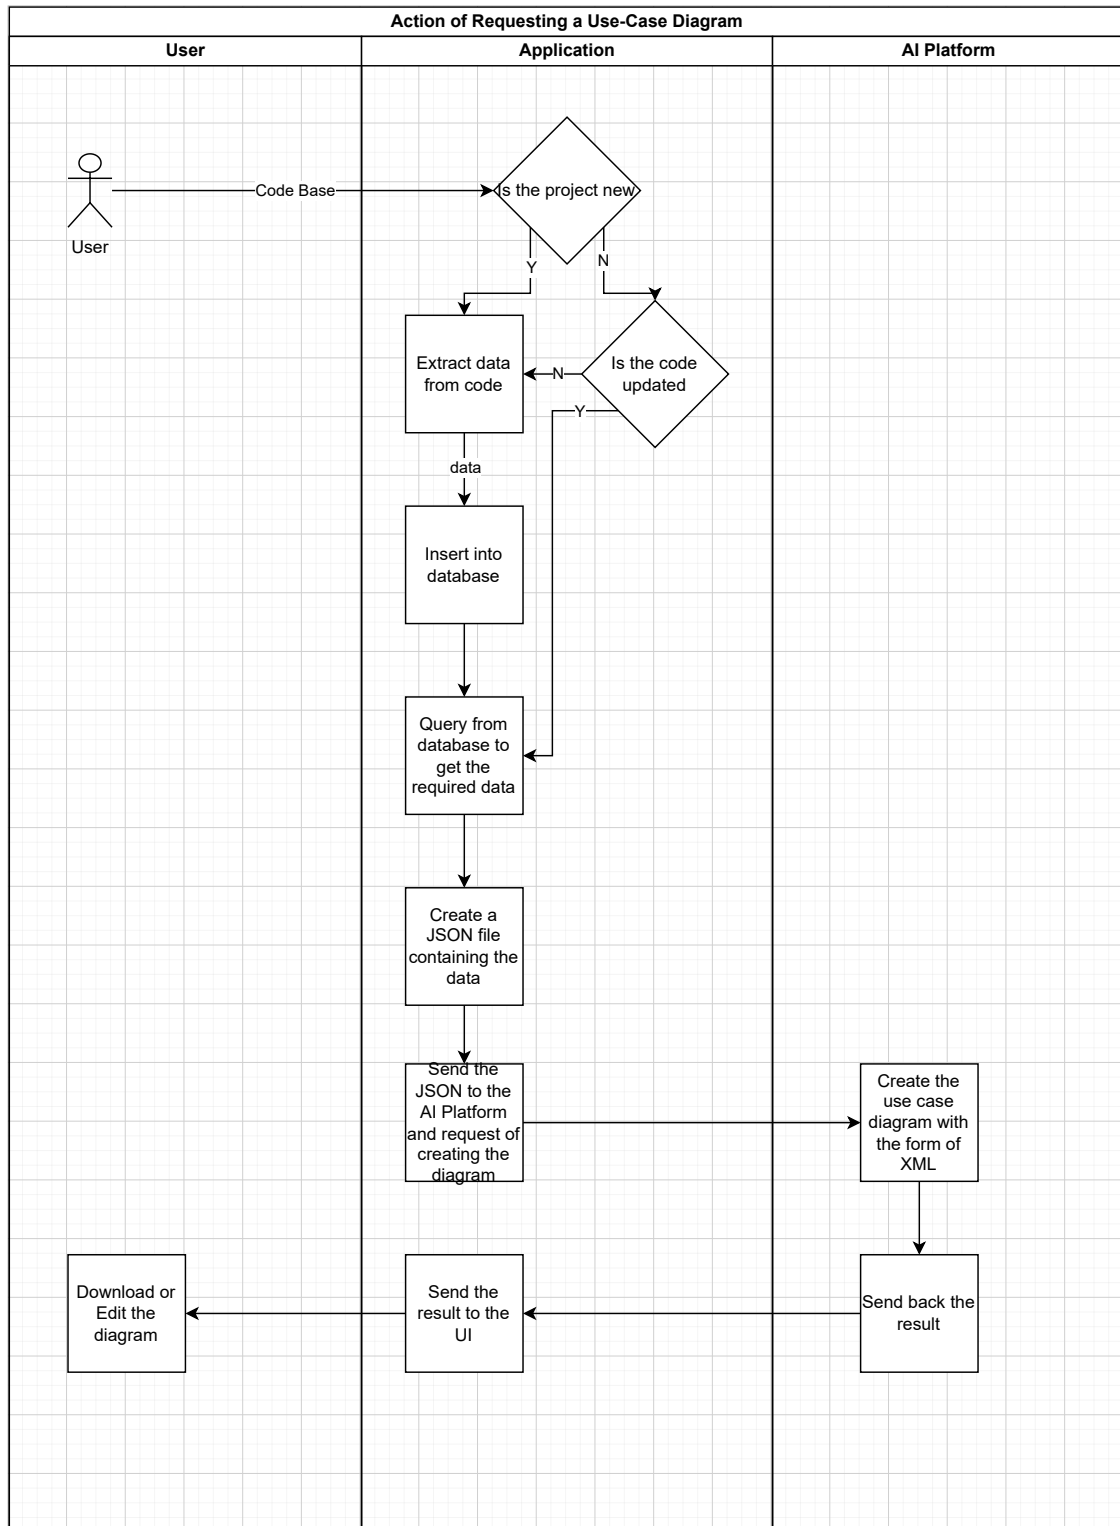 Action of Requesting a Use-Case Diagram
User
Application
AI Platform
Code Base
Is the project new
User
Y
N
Extract data
from code
N
Is the code
updated
Y
data
Insert into
database
Query from
database to
get the
required data
Create a
JSON file
containing the
data
Send the
JSON to the
AI Platform
and request of
creating the
diagram
Create the
use case
diagram with
the form of
XML
Download or
Edit the
diagram
Send the
result to the
UI
Send back the
result